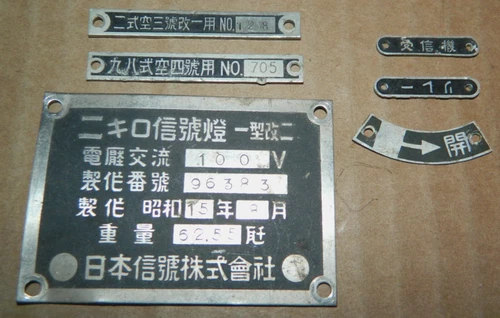 二式空三號改一用 NO. 128
九八式空四號用 NO. 705
受信機
開
二キロ信號燈 一型改二
電壓交流 100 V
製作番號 96383
製作 昭和15年8月
重量 62.55 瓩
日本信號株式會社